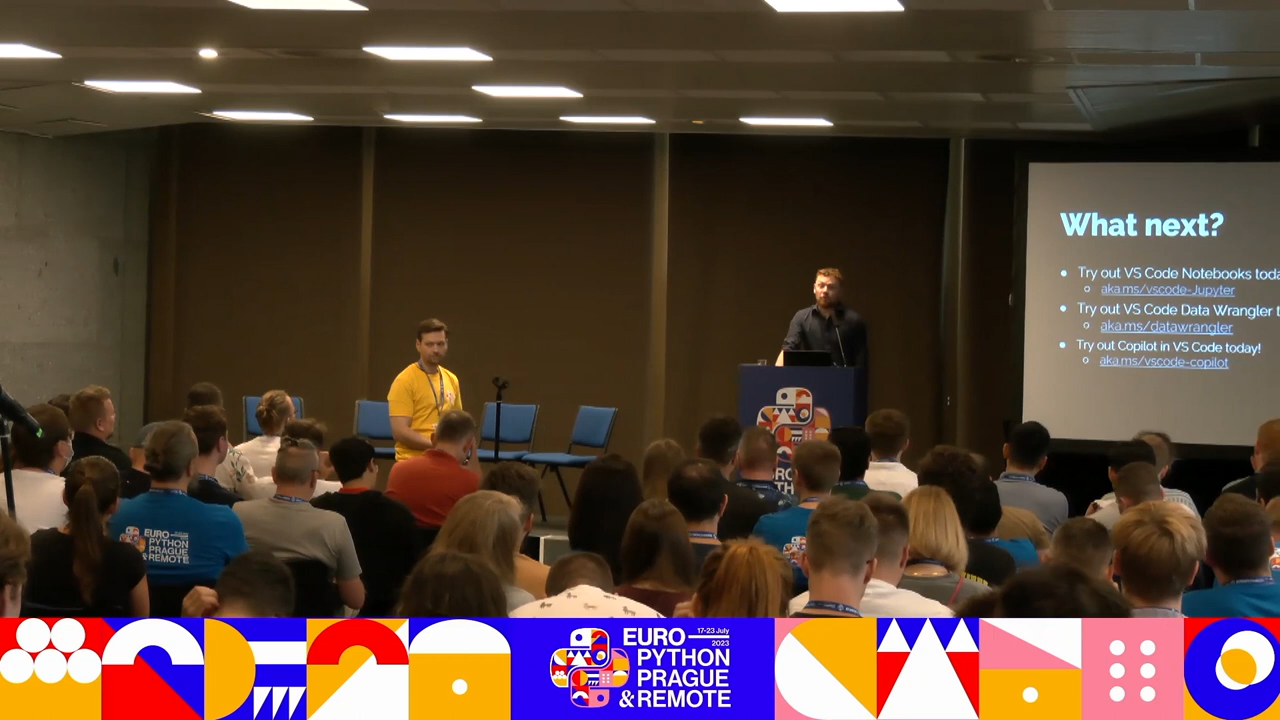 What next?
• Try out VS Code Notebooks toda
aka.ms/vscode-Jupyter
• Try out VS Code Data Wrangler t
aka.ms/datawrangler
• Try out Copilot in VS Code today!
aka.ms/vscode-copilot
EURO
PYTHON
PRAGUE
&REMOTE
EURO
17-23 July
2023
PYTHON
PRAGUE
&REMOTE